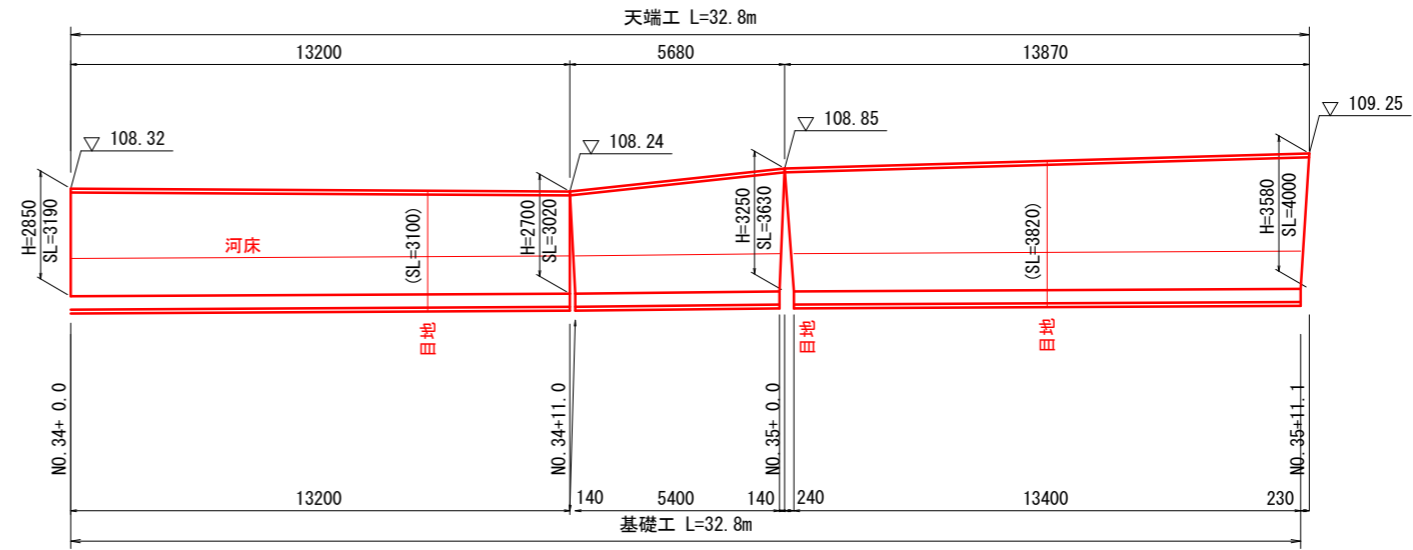 天端工 L=32.8m
13200
5680
13870
109.25
108.85
108.32
108.24
H=2850
SL=3190
河床
(SL=3100)
H=2700
SL=3020
H=3250
SL=3630
(SL=3820)
H=3580
SL=4000
目地
目地
目地
NO.34+ 0.0
NO.34+11.0
NO.35+ 0.0
NO.35+11.1
13200
140
5400
140
240
13400
230
基礎工 L=32.8m